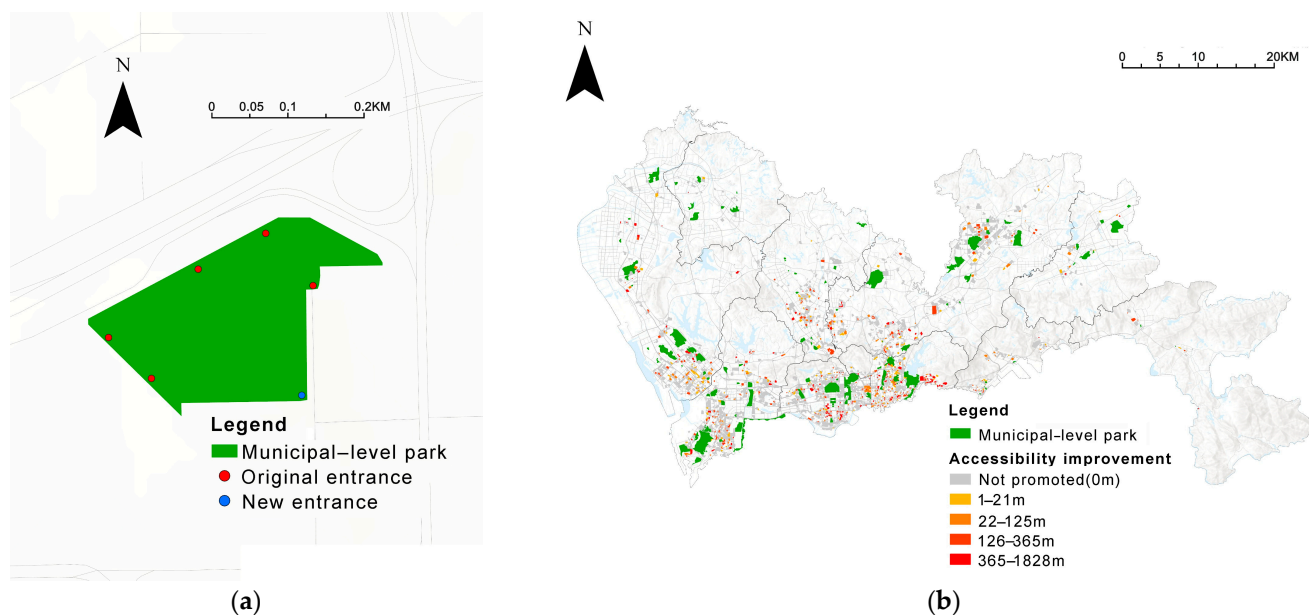 N
0 0.05 0.1 0.2KM
Legend
Municipal–level park
Original entrance
New entrance
(a)
N
0 5 10 20KM
Legend
Municipal–level park
Accessibility improvement
Not promoted(0m)
1–21m
22–125m
126–365m
365–1828m
(b)